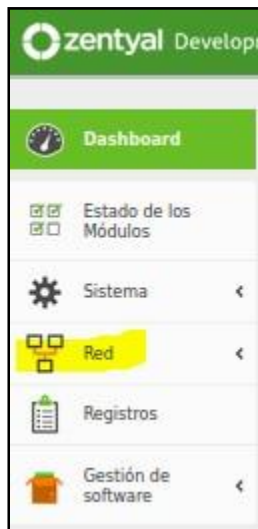 zentyal Develop
Dashboard
Estado de los
Módulos
Sistema
Red
Registros
Gestión de
software